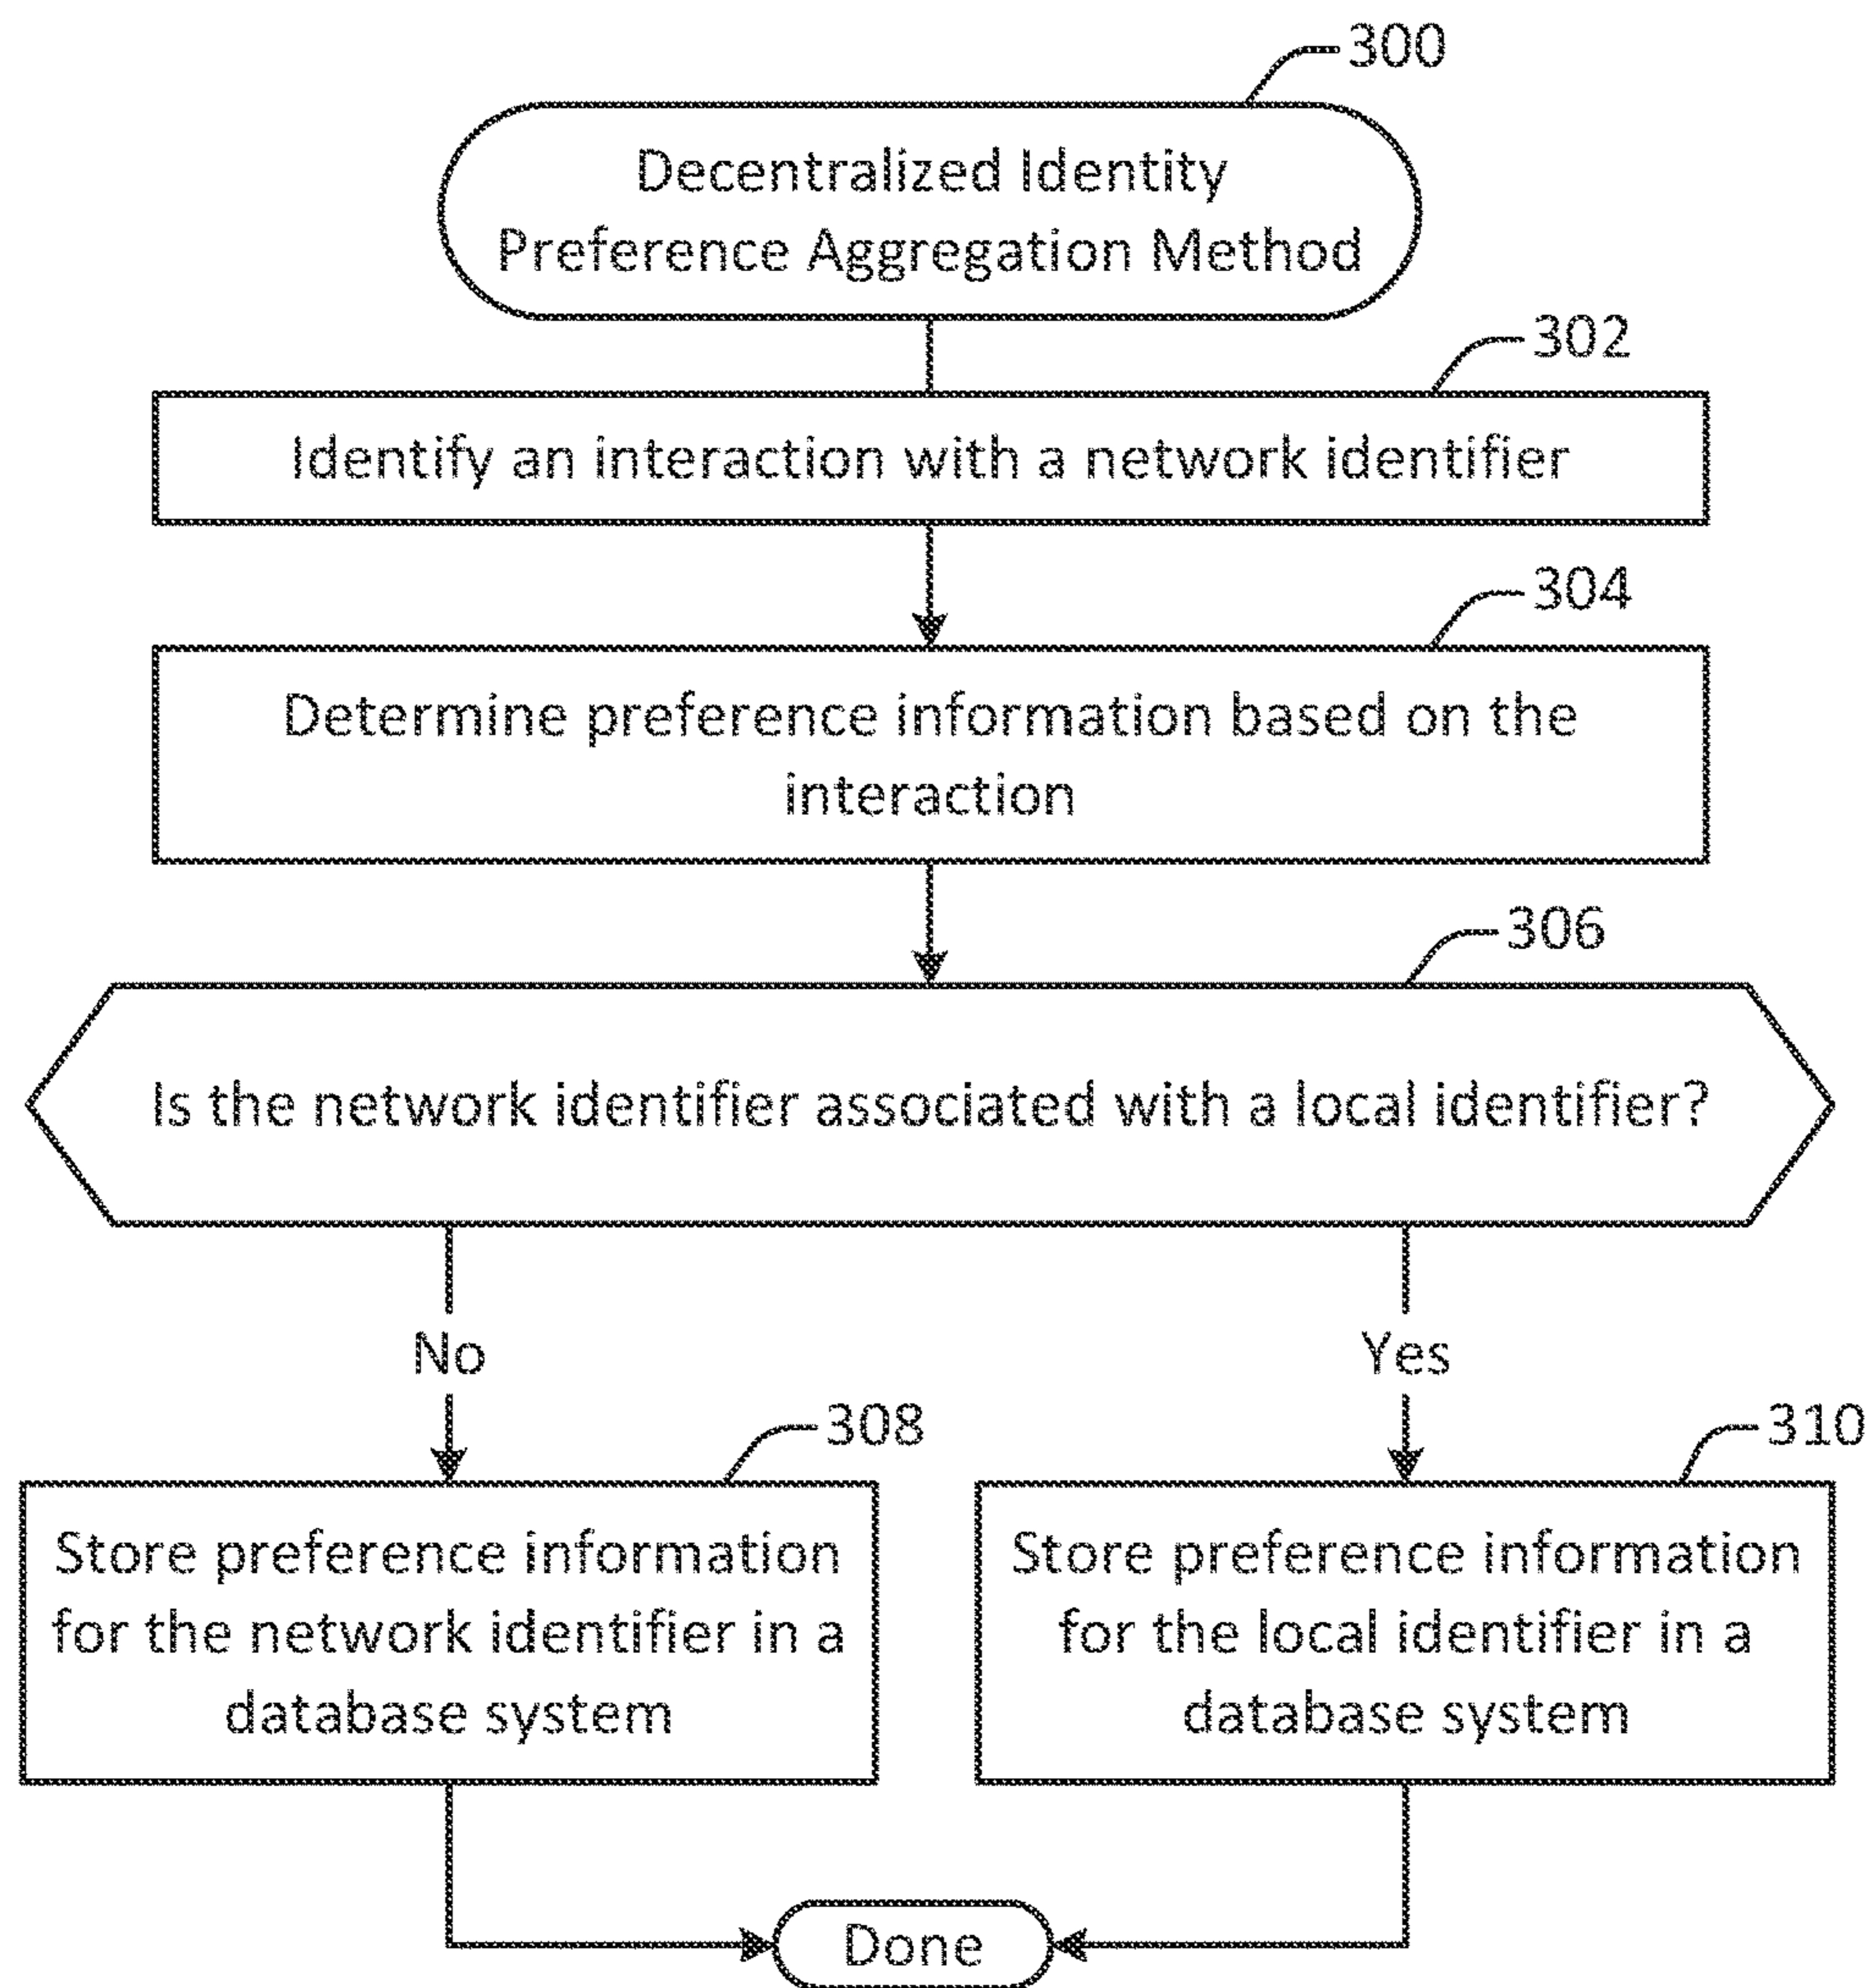 300
Decentralized Identity
Preference Aggregation Method
302
Identify an interaction with a network identifier
304
Determine preference information based on the
interaction
306
Is the network identifier associated with a local identifier?
No
Yes
308
310
Store preference information
for the network identifier in a
database system
Store preference information
for the local identifier in a
database system
Done